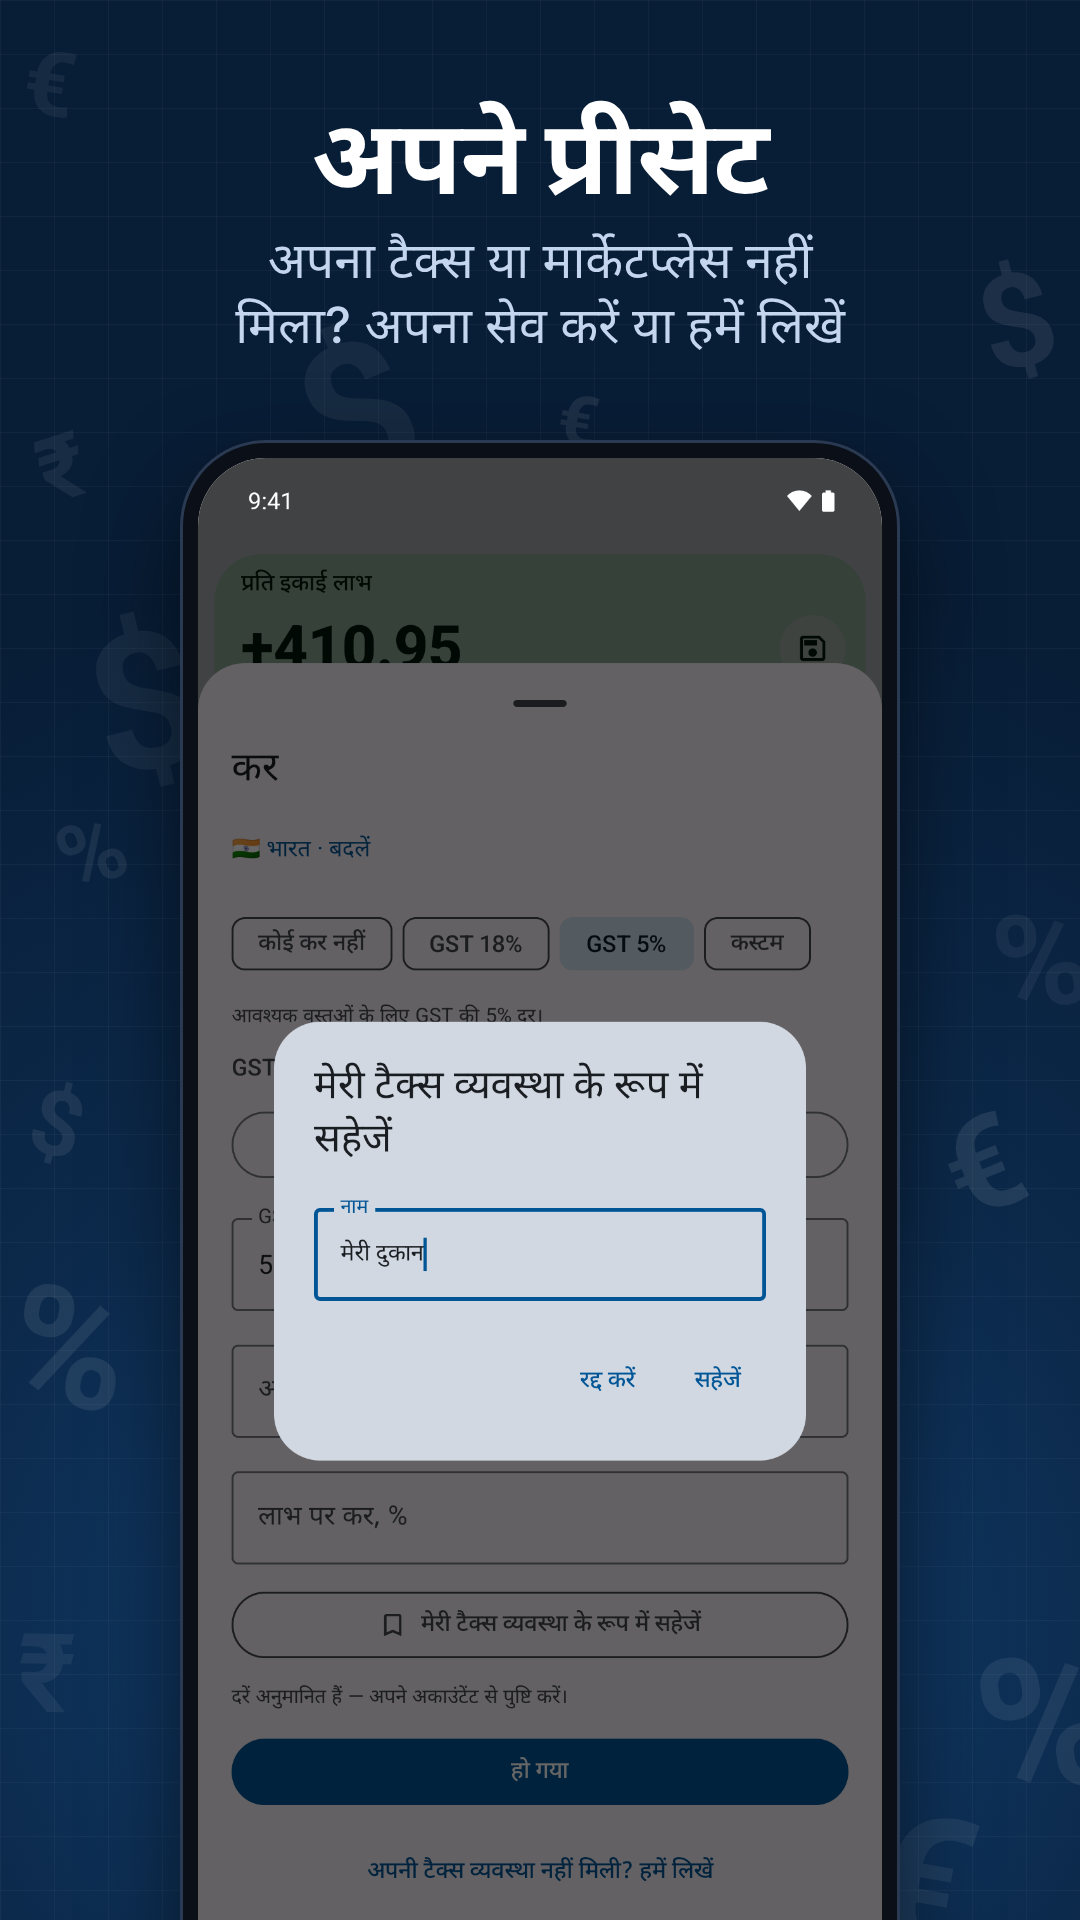 अपने प्रीसेट
अपना टैक्स या मार्केटप्लेस नहीं
मिला? अपना सेव करें या हमें लिखें
9:41
प्रति इकाई लाभ
+410.95
कर
भारत · बदलें
कोई कर नहीं
GST 18%
GST 5%
कस्टम
आवश्यक वस्तुओं के लिए GST की 5% दर।
GST
मेरी टैक्स व्यवस्था के रूप में
सहेजें
नाम
मेरी दुकान
रद्द करें
सहेजें
5
लाभ पर कर, %
मेरी टैक्स व्यवस्था के रूप में सहेजें
दरें अनुमानित हैं — अपने अकाउंटेंट से पुष्टि करें।
हो गया
अपनी टैक्स व्यवस्था नहीं मिली? हमें लिखें